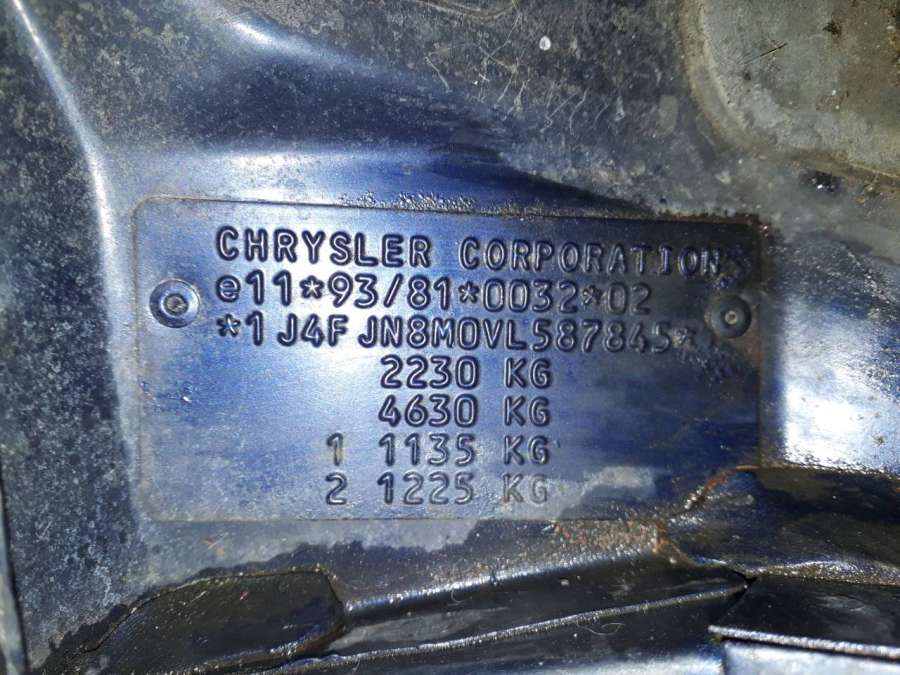 CHRYSLER CORPORATION
e11*93/81*0032*02
*1J4FJN8M0VL587845*
2230 KG
4630 KG
1 1135 KG
2 1225 KG